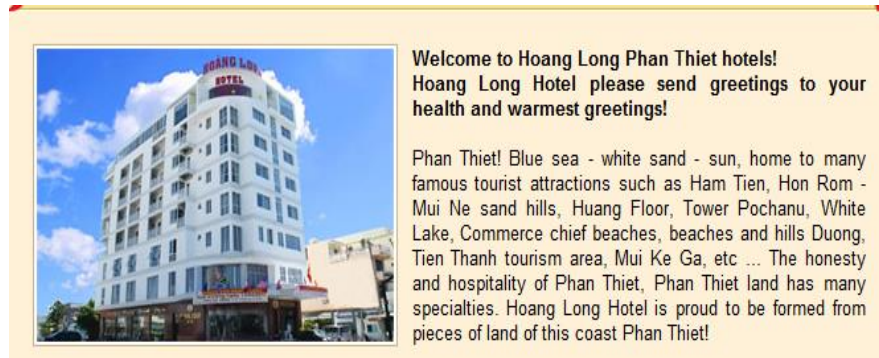 HOÀNG LONG
HOTEL
Welcome to Hoang Long Phan Thiet hotels!
Hoang Long Hotel please send greetings to your
health and warmest greetings!
Phan Thiet! Blue sea - white sand - sun, home to many
famous tourist attractions such as Ham Tien, Hon Rom -
Mui Ne sand hills, Huang Floor, Tower Pochanu, White
Lake, Commerce chief beaches, beaches and hills Duong,
Tien Thanh tourism area, Mui Ke Ga, etc ... The honesty
and hospitality of Phan Thiet, Phan Thiet land has many
specialties. Hoang Long Hotel is proud to be formed from
pieces of land of this coast Phan Thiet!